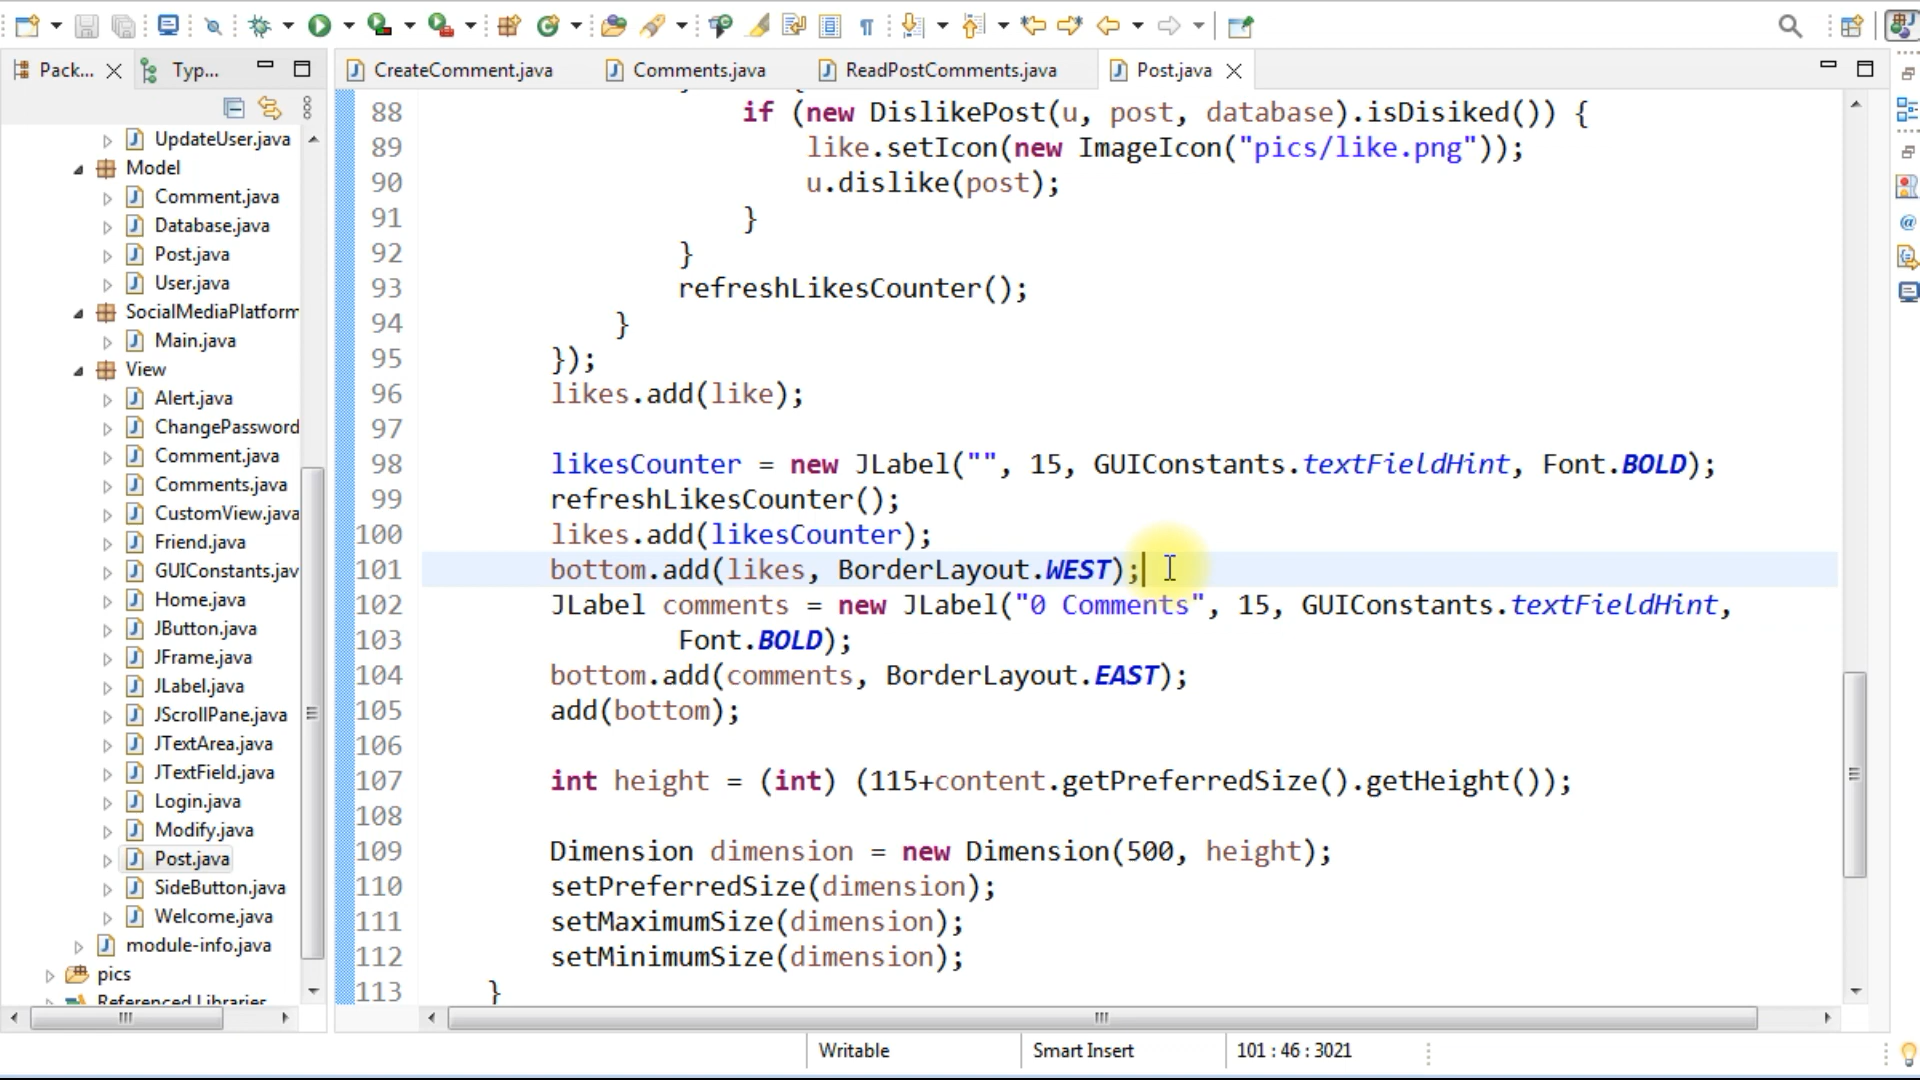 Pack...
Typ...
CreateComment.java
Comments.java
ReadPostComments.java
Post.java
UpdateUser.java
Model
Comment.java
Database.java
Post.java
User.java
SocialMediaPlatform
Main.java
View
Alert.java
ChangePassword
Comment.java
Comments.java
CustomView.java
Friend.java
GUIConstants.jav
Home.java
JButton.java
JFrame.java
JLabel.java
JScrollPane.java
JTextArea.java
JTextField.java
Login.java
Modify.java
Post.java
SideButton.java
Welcome.java
module-info.java
pics
Referenced Libraries
88 if (new DislikePost(u, post, database).isDisiked()) {
89 like.setIcon(new ImageIcon("pics/like.png"));
90 u.dislike(post);
91 }
92 }
93 refreshLikesCounter();
94 }
95 });
96 likes.add(like);
97
98 likesCounter = new JLabel("", 15, GUIConstants.textFieldHint, Font.BOLD);
99 refreshLikesCounter();
100 likes.add(likesCounter);
101 bottom.add(likes, BorderLayout.WEST);
102 JLabel comments = new JLabel("0 Comments", 15, GUIConstants.textFieldHint,
103 Font.BOLD);
104 bottom.add(comments, BorderLayout.EAST);
105 add(bottom);
106
107 int height = (int) (115+content.getPreferredSize().getHeight());
108
109 Dimension dimension = new Dimension(500, height);
110 setPreferredSize(dimension);
111 setMaximumSize(dimension);
112 setMinimumSize(dimension);
113 }
Writable
Smart Insert
101 : 46 : 3021